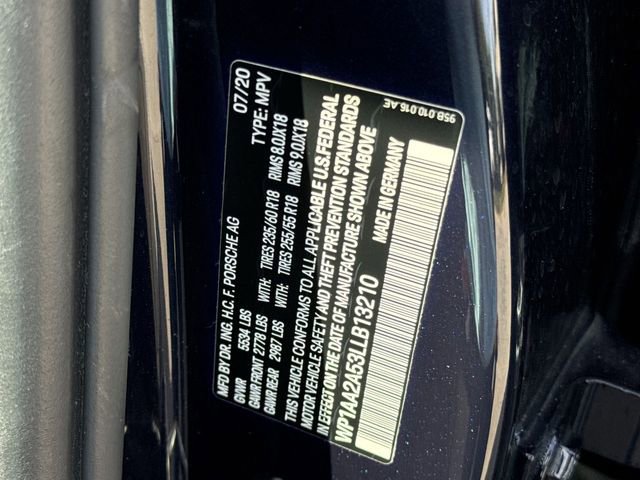 MFD BY DR. ING. H.C. F. PORSCHE AG 07/20
GVWR 5534 LBS TYPE: MPV
GAWR FRONT 2778 LBS WITH TIRES 235/60 R18 RIMS 8.0JX18
GAWR REAR 2987 LBS WITH TIRES 255/55 R18 RIMS 9.0JX18
THIS VEHICLE CONFORMS TO ALL APPLICABLE U.S. FEDERAL
MOTOR VEHICLE SAFETY AND THEFT PREVENTION STANDARDS
IN EFFECT ON THE DATE OF MANUFACTURE SHOWN ABOVE
WP1AA2A53LLB13210 MADE IN GERMANY
95B.010.016 AE